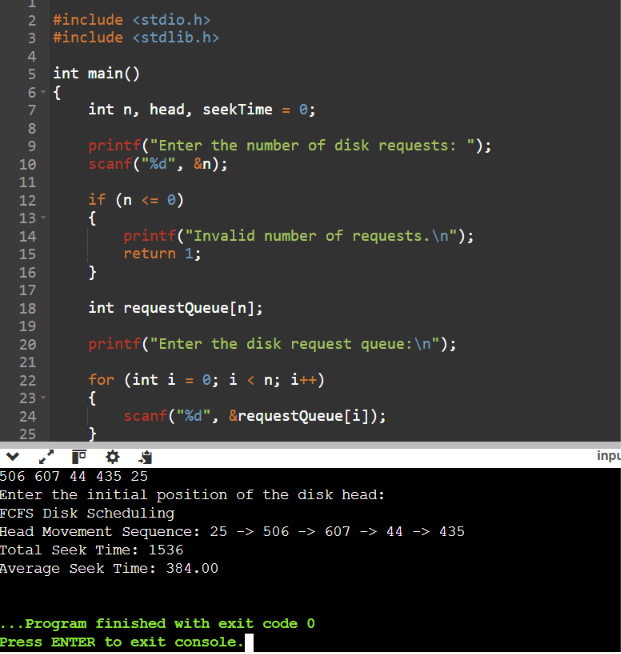 1
2 #include <stdio.h>
3 #include <stdlib.h>
4
5 int main()
6 {
7     int n, head, seekTime = 0;
8
9     printf("Enter the number of disk requests: ");
10     scanf("%d", &n);
11
12     if (n <= 0)
13     {
14         printf("Invalid number of requests.\n");
15         return 1;
16     }
17
18     int requestQueue[n];
19
20     printf("Enter the disk request queue:\n");
21
22     for (int i = 0; i < n; i++)
23     {
24         scanf("%d", &requestQueue[i]);
25     }
inpu
506 607 44 435 25
Enter the initial position of the disk head:
FCFS Disk Scheduling
Head Movement Sequence: 25 -> 506 -> 607 -> 44 -> 435
Total Seek Time: 1536
Average Seek Time: 384.00
...Program finished with exit code 0
Press ENTER to exit console.